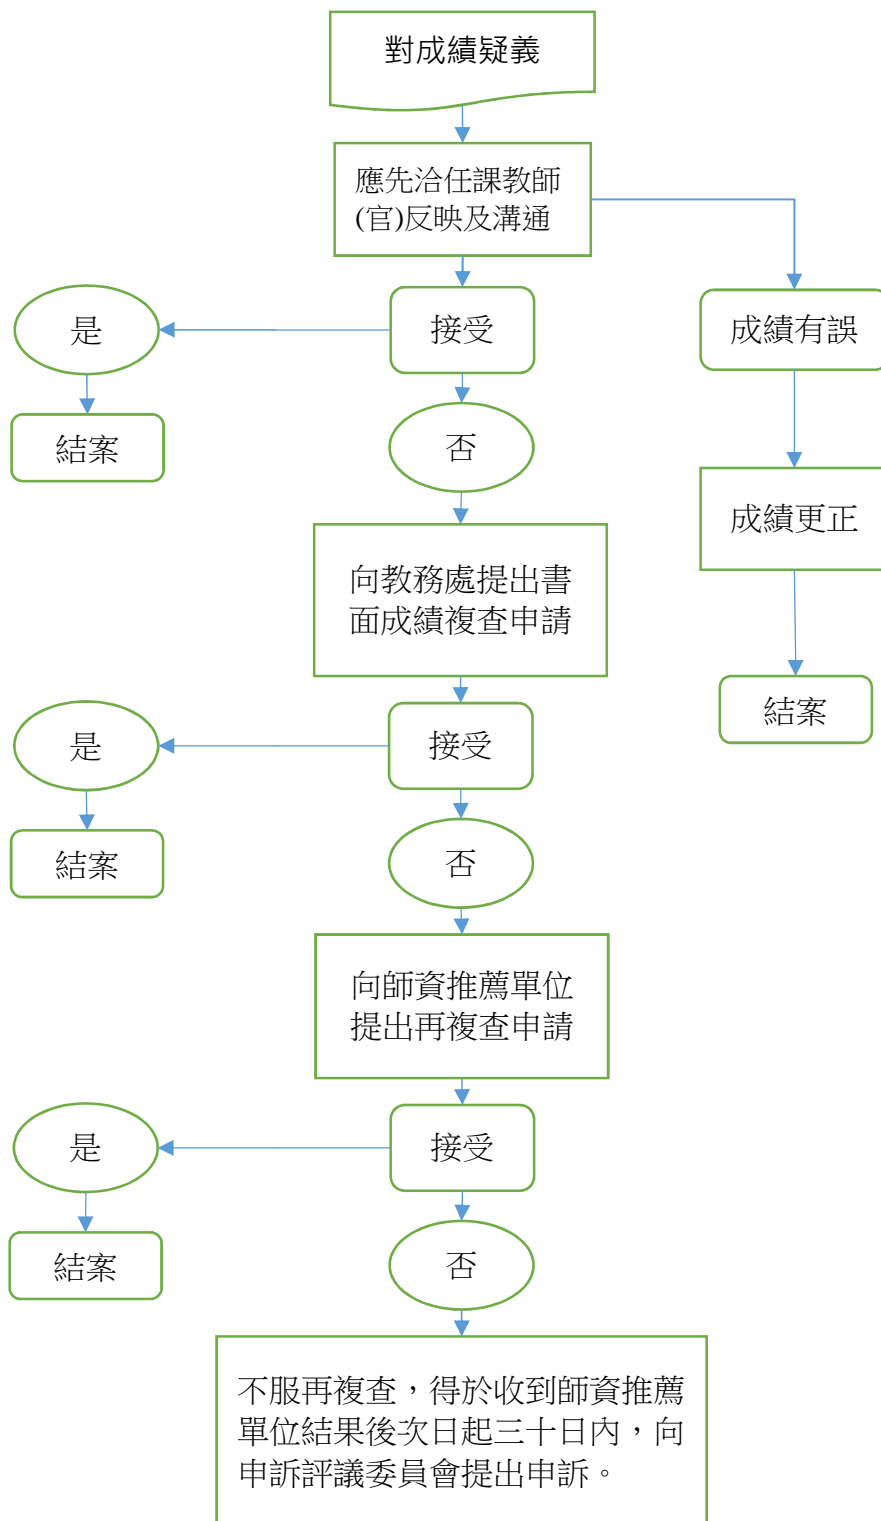 對成績疑義
應先洽任課教師
(官)反映及溝通
是
接受
成績有誤
結案
否
成績更正
向教務處提出書
面成績複查申請
結案
是
接受
結案
否
向師資推薦單位
提出再複查申請
是
接受
結案
否
不服再複查，得於收到師資推薦
單位結果後次日起三十日內，向
申訴評議委員會提出申訴。